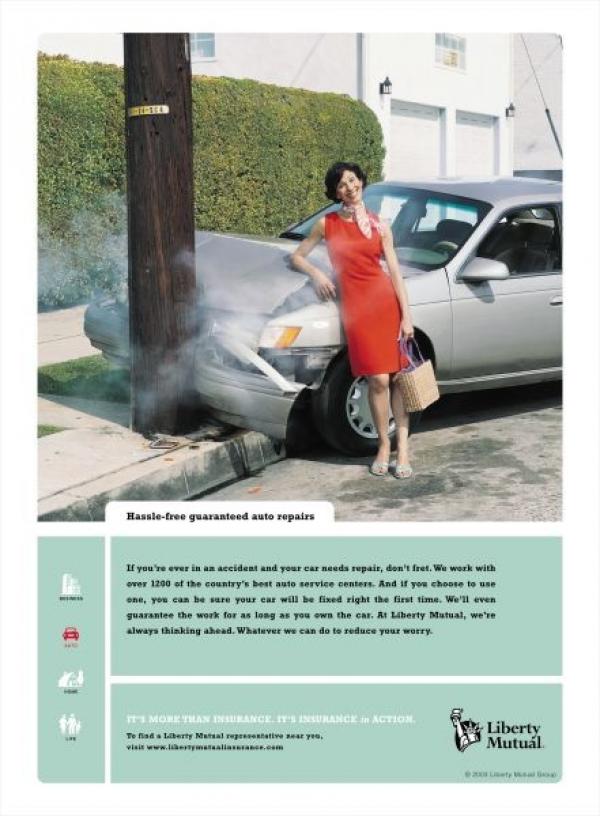 Hassle-free guaranteed auto repairs
If you're ever in an accident and your car needs repair, don't fret. We work with
over 1200 of the country's best auto service centers. And if you choose to use
one, you can be sure your car will be fixed right the first time. We'll even
guarantee the work for as long as you own the car. At Liberty Mutual, we're
always thinking ahead. Whatever we can do to reduce your worry.
BUSINESS
AUTO
HOME
LIFE
IT'S MORE THAN INSURANCE. IT'S INSURANCE in ACTION.
To find a Liberty Mutual representative near you,
visit www.libertymutualinsurance.com
Liberty
Mutual.